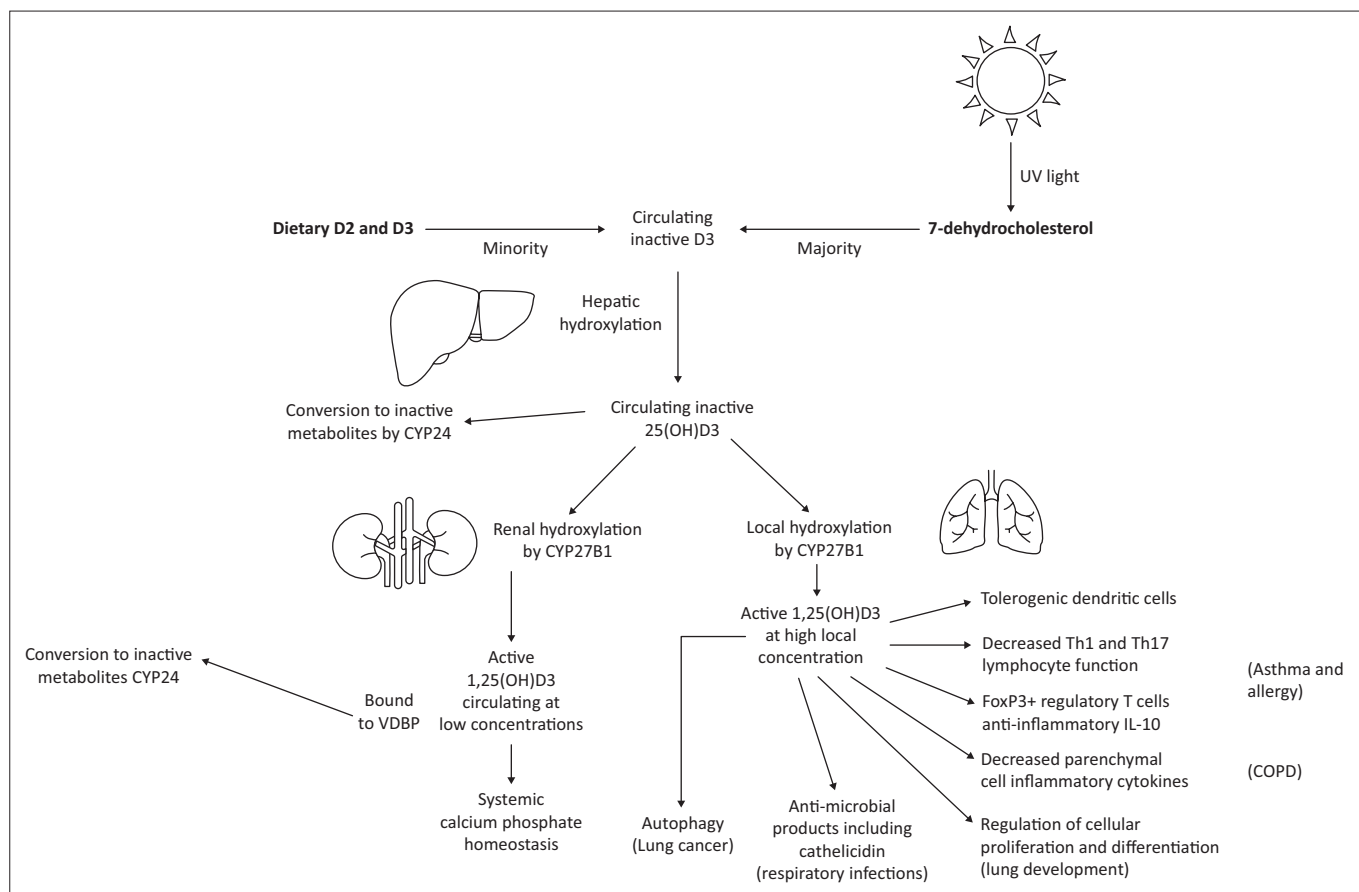 UV light
Dietary D2 and D3
Minority
Circulating
inactive D3
Majority
7-dehydrocholesterol
Hepatic
hydroxylation
Conversion to inactive
metabolites by CYP24
Circulating inactive
25(OH)D3
Renal hydroxylation
by CYP27B1
Local hydroxylation
by CYP27B1
Active 1,25(OH)D3
at high local
concentration
Tolerogenic dendritic cells
Decreased Th1 and Th17
lymphocyte function
(Asthma and
allergy)
FoxP3+ regulatory T cells
anti-inflammatory IL-10
Decreased parenchymal
cell inflammatory cytokines
(COPD)
Regulation of cellular
proliferation and differentiation
(lung development)
Conversion to inactive
metabolites CYP24
Bound
to VDBP
Active
1,25(OH)D3
circulating at
low concentrations
Systemic
calcium phosphate
homeostasis
Autophagy
(Lung cancer)
Anti-microbial
products including
cathelicidin
(respiratory infections)